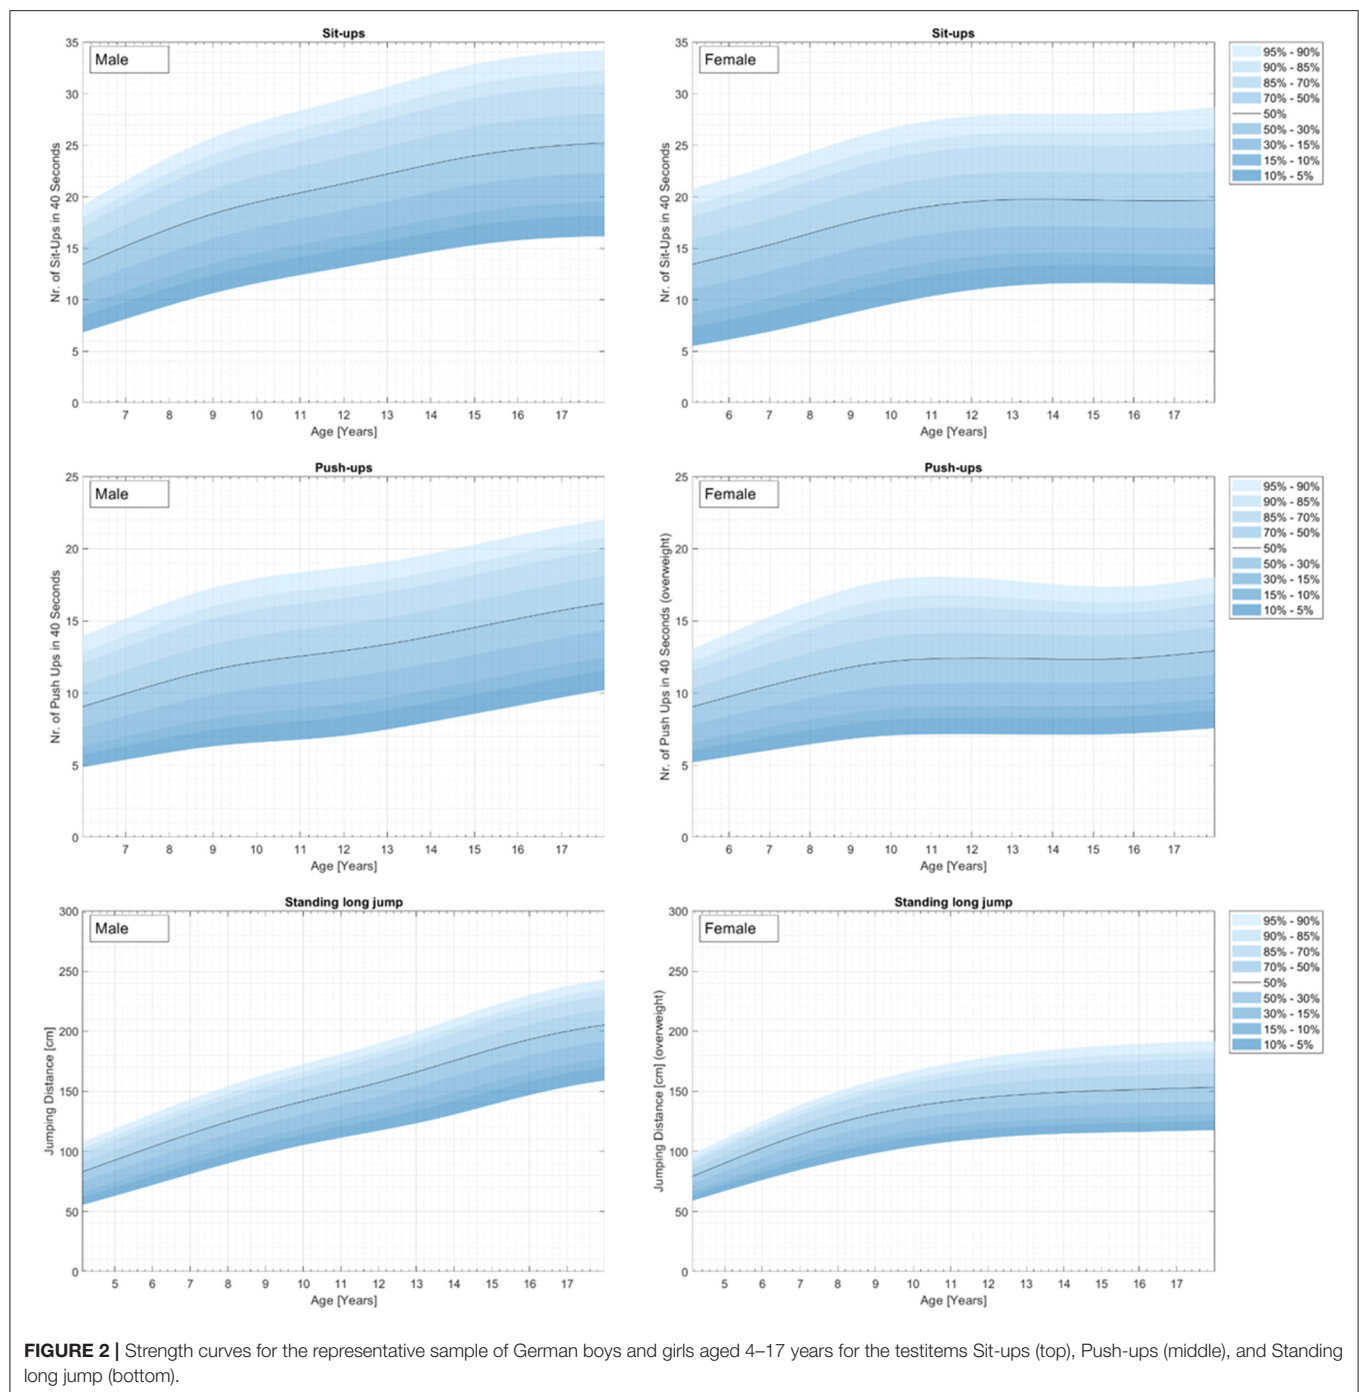 Sit-ups
Male
35
30
25
20
15
10
5
0
Nr. of Sit-Ups in 40 Seconds
7 8 9 10 11 12 13 14 15 16 17
Age [Years]
Sit-ups
Female
35
30
25
20
15
10
5
0
Nr. of Sit-Ups in 40 Seconds
6 7 8 9 10 11 12 13 14 15 16 17
Age [Years]
95% - 90%
90% - 85%
85% - 70%
70% - 50%
50%
50% - 30%
30% - 15%
15% - 10%
10% - 5%
Push-ups
Male
25
20
15
10
5
0
Nr. of Push Ups in 40 Seconds
7 8 9 10 11 12 13 14 15 16 17
Age [Years]
Push-ups
Female
25
20
15
10
5
0
Nr. of Push Ups in 40 Seconds (overweight)
6 7 8 9 10 11 12 13 14 15 16 17
Age [Years]
95% - 90%
90% - 85%
85% - 70%
70% - 50%
50%
50% - 30%
30% - 15%
15% - 10%
10% - 5%
Standing long jump
Male
300
250
200
150
100
50
0
Jumping Distance [cm]
5 6 7 8 9 10 11 12 13 14 15 16 17
Age [Years]
Standing long jump
Female
300
250
200
150
100
50
0
Jumping Distance [cm] (overweight)
5 6 7 8 9 10 11 12 13 14 15 16 17
Age [Years]
95% - 90%
90% - 85%
85% - 70%
70% - 50%
50%
50% - 30%
30% - 15%
15% - 10%
10% - 5%
FIGURE 2 | Strength curves for the representative sample of German boys and girls aged 4–17 years for the testitems Sit-ups (top), Push-ups (middle), and Standing
long jump (bottom).